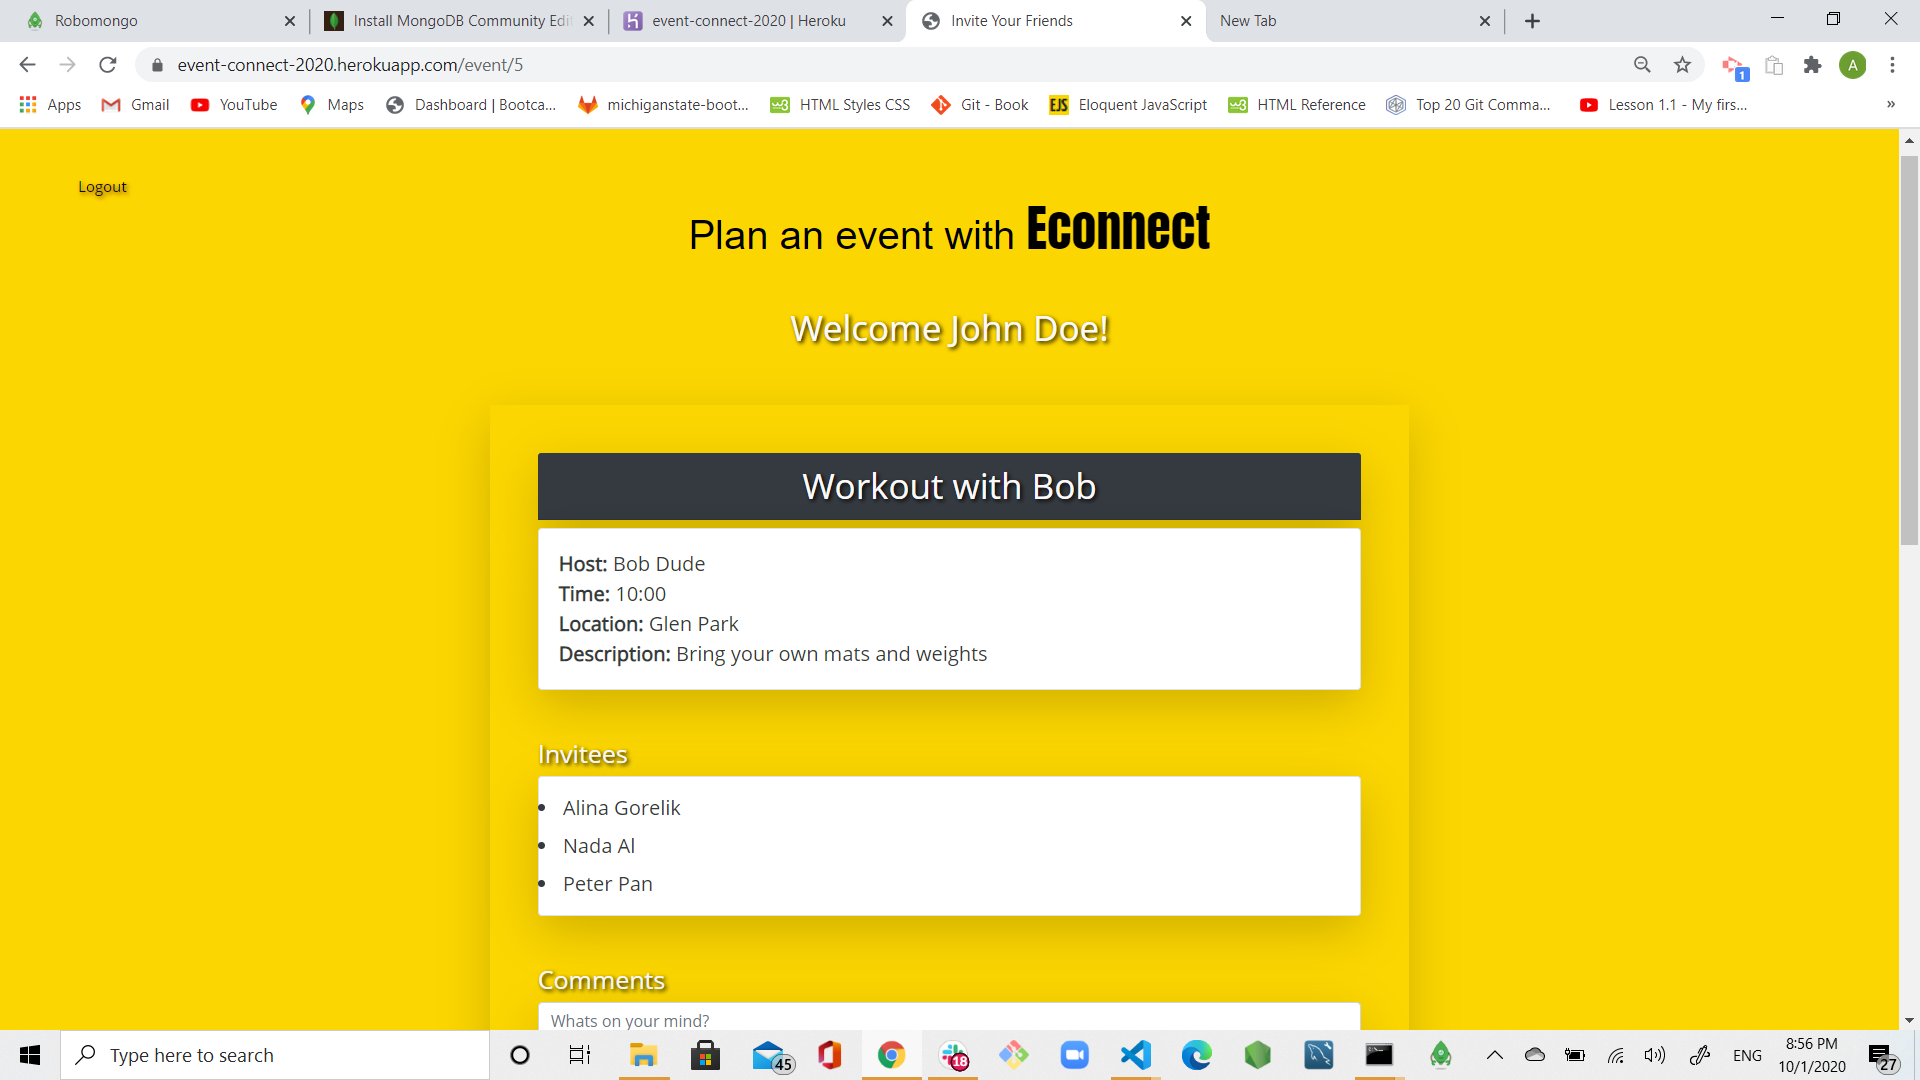 Robomongo
Install MongoDB Community Edi
event-connect-2020 | Heroku
Invite Your Friends
New Tab
event-connect-2020.herokuapp.com/event/5
A
1
Apps
Gmail
YouTube
Maps
Dashboard | Bootca...
michiganstate-boot...
HTML Styles CSS
Git - Book
EJS
Eloquent JavaScript
HTML Reference
Top 20 Git Comma...
Lesson 1.1 - My firs...
»
Logout
Plan an event with Econnect
Welcome John Doe!
Workout with Bob
Host: Bob Dude
Time: 10:00
Location: Glen Park
Description: Bring your own mats and weights
Invitees
• Alina Gorelik
• Nada Al
• Peter Pan
Comments
Whats on your mind?
Type here to search
45
18
ENG
8:56 PM
10/1/2020
27